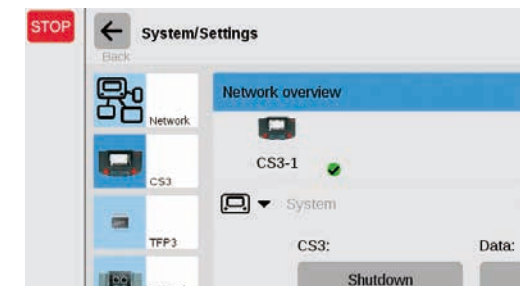 STOP
System/Settings
Back
Network overview
Network
CS3-1
CS3
System
TFP3
CS3:
Data:
Shutdown